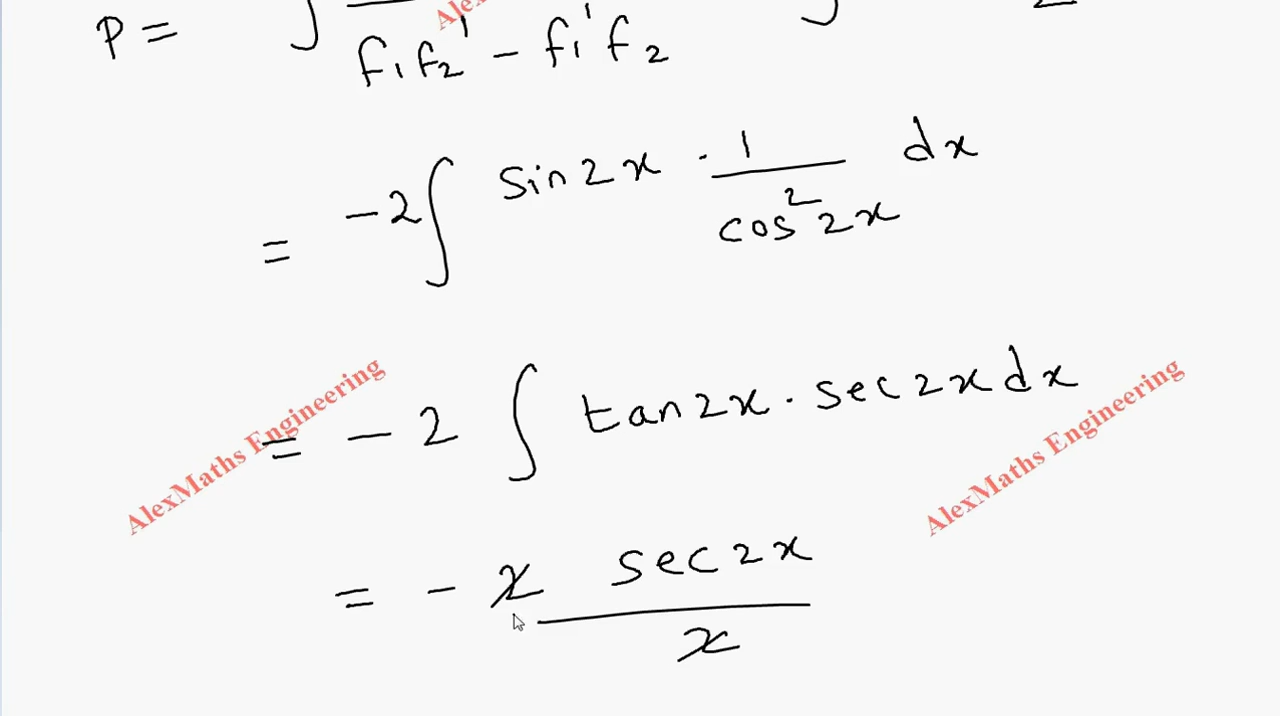 P = ∫ ― / f₁f₂' − f₁'f₂ ∫
= −2∫ sin2x · 1/cos²2x dx
= −2 ∫ tan2x · sec2x dx
= − 2 sec2x / 2
AlexMaths Engineering
AlexMaths Engineering